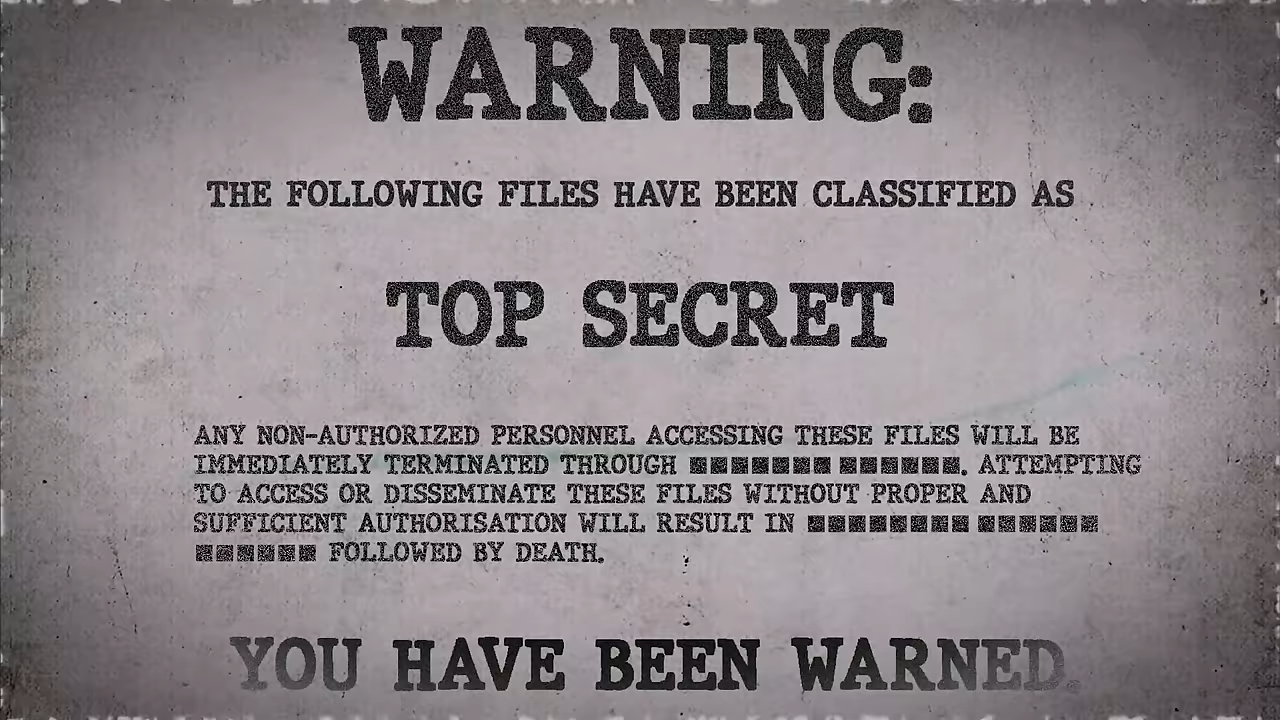 WARNING:
THE FOLLOWING FILES HAVE BEEN CLASSIFIED AS
TOP SECRET
ANY NON-AUTHORIZED PERSONNEL ACCESSING THESE FILES WILL BE
IMMEDIATELY TERMINATED THROUGH ■■■■■■■ ■■■■■■. ATTEMPTING
TO ACCESS OR DISSEMINATE THESE FILES WITHOUT PROPER AND
SUFFICIENT AUTHORISATION WILL RESULT IN ■■■■■■■■ ■■■■■■
■■■■■■ FOLLOWED BY DEATH.
YOU HAVE BEEN WARNED.